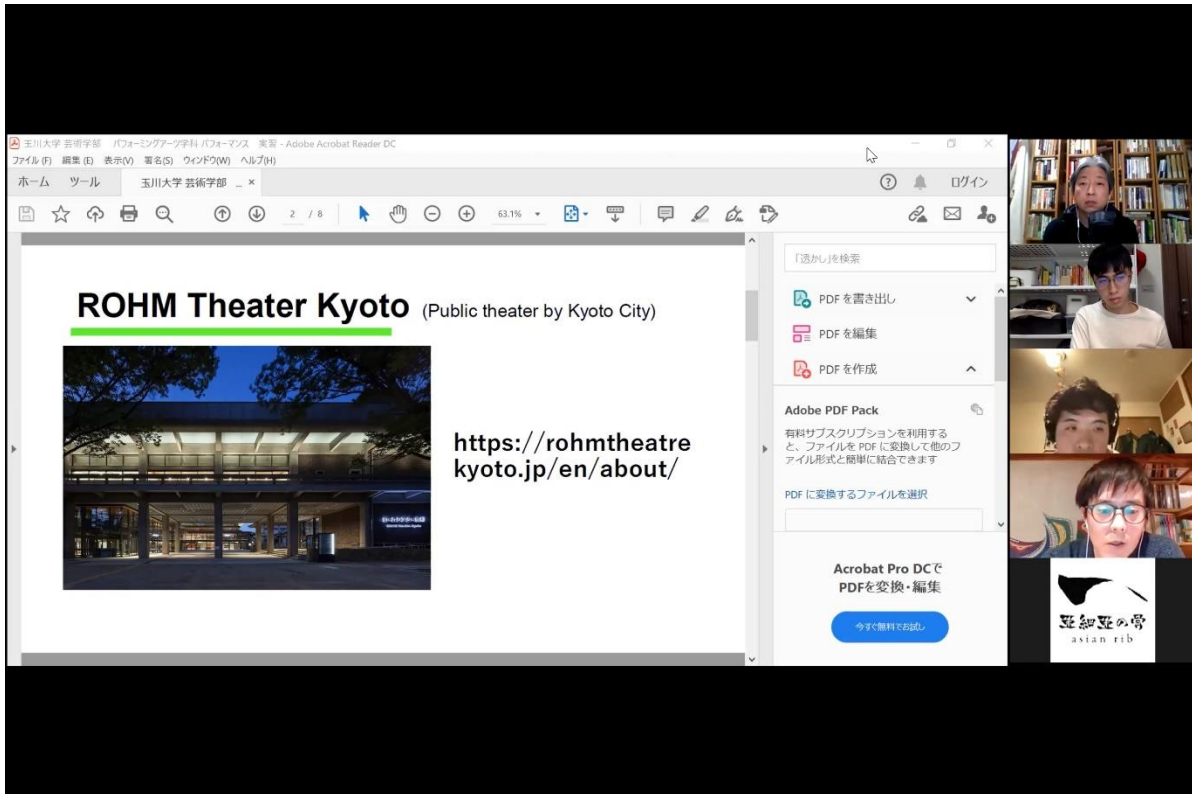 玉川大学 芸術学部 パフォーミングアーツ学科 パフォーマンス 実習 - Adobe Acrobat Reader DC
ファイル(F) 編集(E) 表示(V) 署名(S) ウィンドウ(W) ヘルプ(H)
ホーム ツール 玉川大学 芸術学部 ... × ログイン
2 / 8 63.1%
ROHM Theater Kyoto (Public theater by Kyoto City)
https://rohmtheatre
kyoto.jp/en/about/
「透かし」を検索
PDF を書き出し
PDF を編集
PDF を作成
Adobe PDF Pack
有料サブスクリプションを利用する
と、ファイルを PDF に変換して他のフ
ァイル形式と簡単に結合できます
PDF に変換するファイルを選択
Acrobat Pro DCで
PDFを変換・編集
今すぐ無料でお試し
亞細亞の骨
asian rib